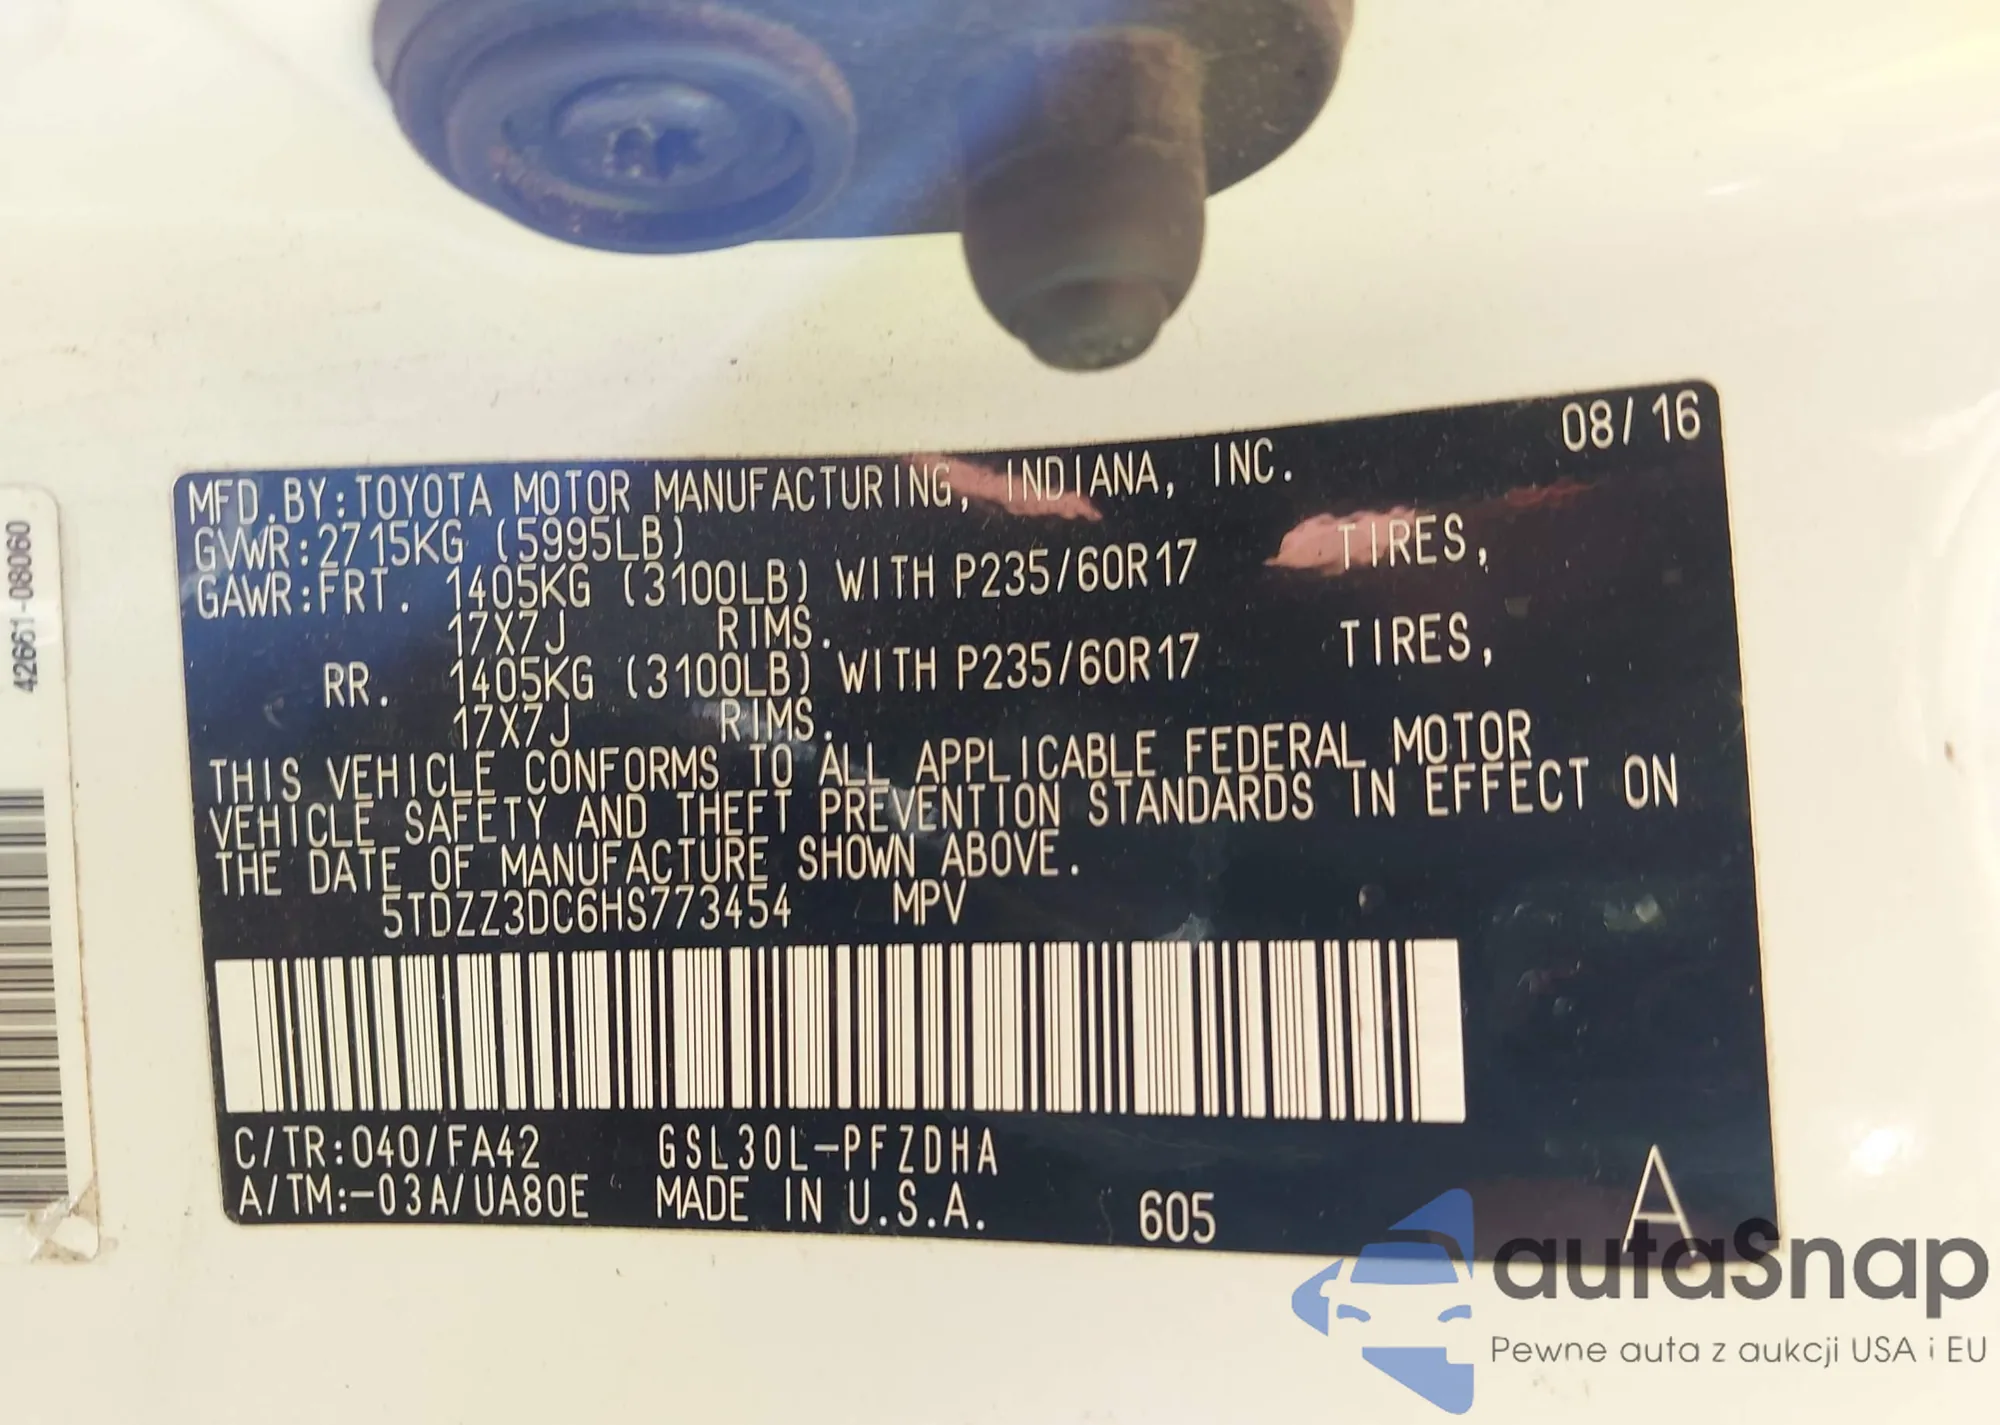 08/16
MFD.BY:TOYOTA MOTOR MANUFACTURING, INDIANA, INC.
GVWR:2715KG (5995LB)
GAWR:FRT. 1405KG (3100LB) WITH P235/60R17 TIRES,
17X7J RIMS.
RR. 1405KG (3100LB) WITH P235/60R17 TIRES,
17X7J RIMS.
THIS VEHICLE CONFORMS TO ALL APPLICABLE FEDERAL MOTOR
VEHICLE SAFETY AND THEFT PREVENTION STANDARDS IN EFFECT ON
THE DATE OF MANUFACTURE SHOWN ABOVE.
5TDZZ3DC6HS773454 MPV
C/TR:040/FA42 GSL30L-PFZDHA
A/TM:-03A/UA80E MADE IN U.S.A. 605 A
42661-08060
autaSnap
Pewne auta z aukcji USA i EU